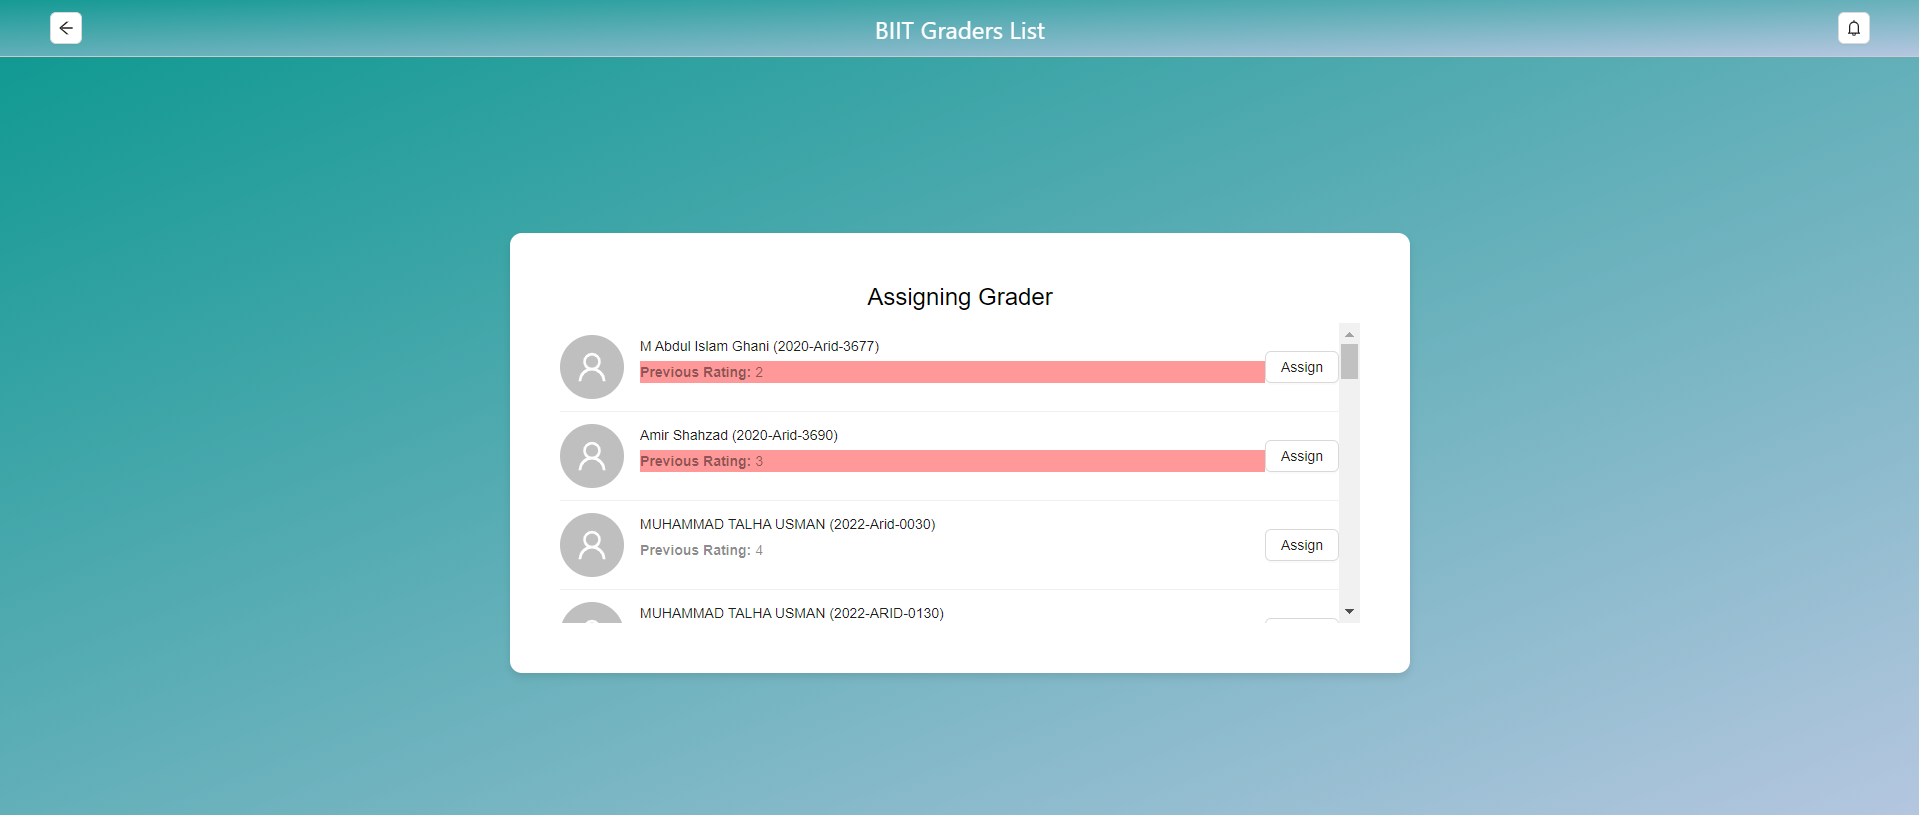 BIIT Graders List
Assigning Grader
M Abdul Islam Ghani (2020-Arid-3677)
Previous Rating: 2
Assign
Amir Shahzad (2020-Arid-3690)
Previous Rating: 3
Assign
MUHAMMAD TALHA USMAN (2022-Arid-0030)
Previous Rating: 4
Assign
MUHAMMAD TALHA USMAN (2022-ARID-0130)